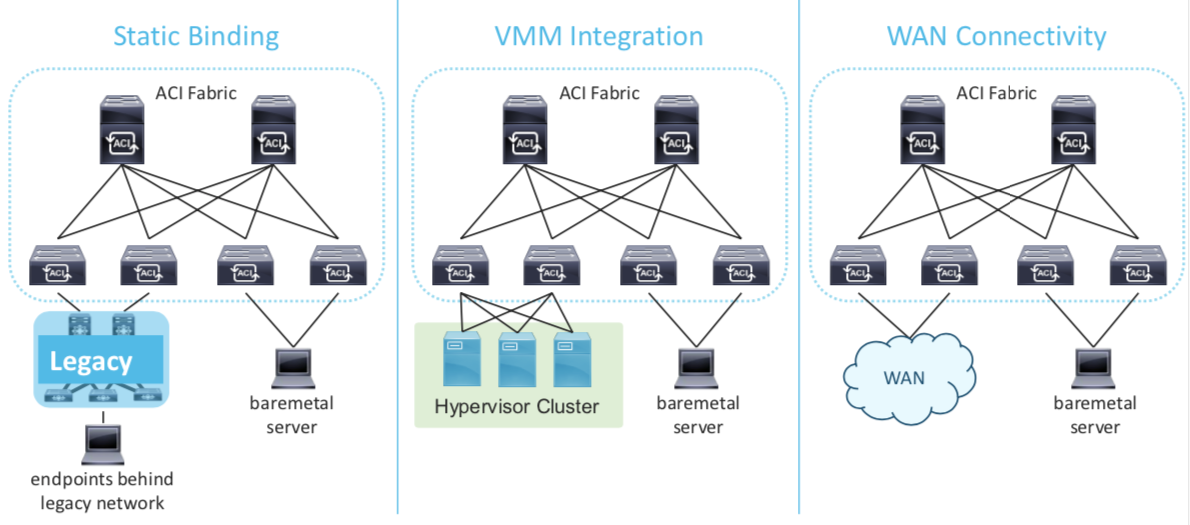 Static Binding
ACI Fabric
ACI
ACI
ACI
ACI
ACI
ACI
Legacy
baremetal
server
endpoints behind
legacy network
VMM Integration
ACI Fabric
ACI
ACI
ACI
ACI
ACI
ACI
Hypervisor Cluster
baremetal
server
WAN Connectivity
ACI Fabric
ACI
ACI
ACI
ACI
ACI
ACI
WAN
baremetal
server